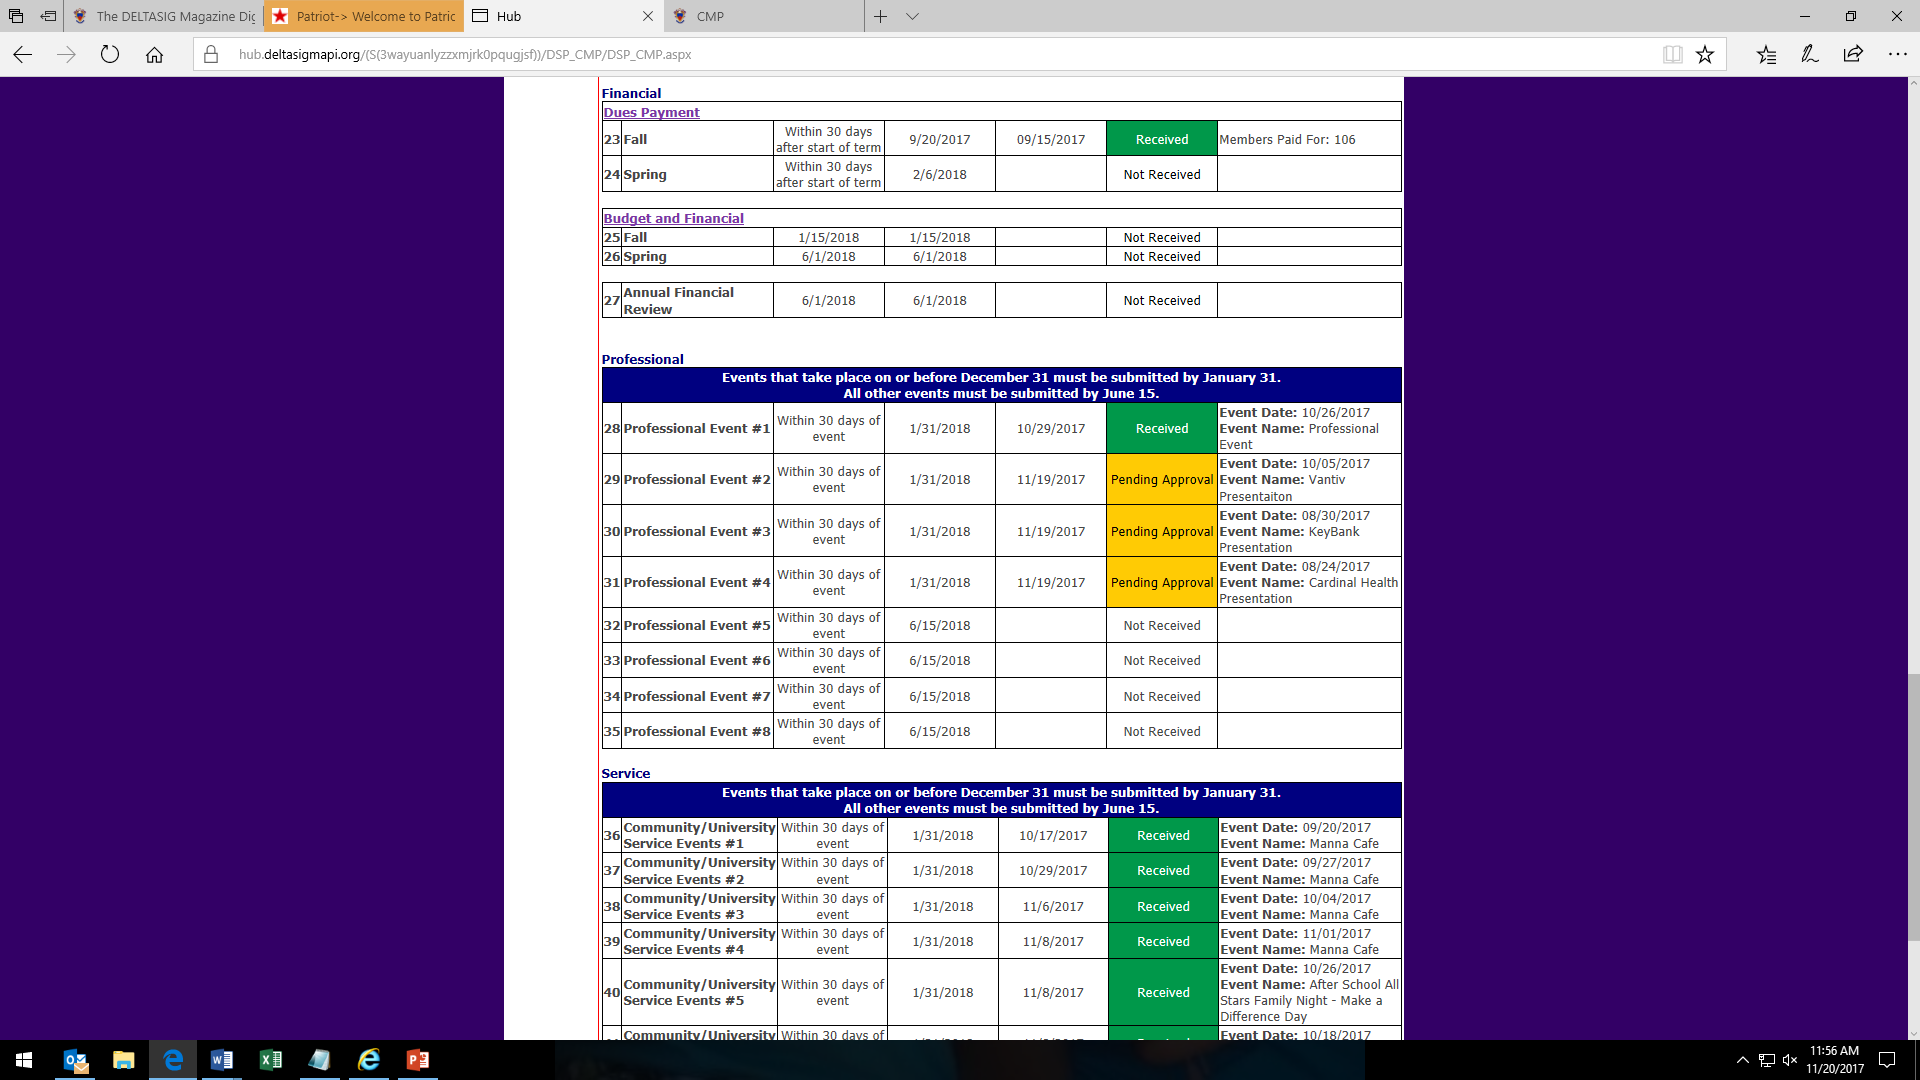 The DELTASIG Magazine Dig
Patriot-> Welcome to Patric
Hub
CMP
hub.deltasigmapi.org/(S(3wayuanlyzzxmjrk0pqugjsf))/DSP_CMP/DSP_CMP.aspx
Financial
Dues Payment
23 Fall Within 30 days after start of term 9/20/2017 09/15/2017 Received Members Paid For: 106
24 Spring Within 30 days after start of term 2/6/2018 Not Received
Budget and Financial
25 Fall 1/15/2018 1/15/2018 Not Received
26 Spring 6/1/2018 6/1/2018 Not Received
27 Annual Financial Review 6/1/2018 6/1/2018 Not Received
Professional
Events that take place on or before December 31 must be submitted by January 31.
All other events must be submitted by June 15.
28 Professional Event #1 Within 30 days of event 1/31/2018 10/29/2017 Received Event Date: 10/26/2017 Event Name: Professional Event
29 Professional Event #2 Within 30 days of event 1/31/2018 11/19/2017 Pending Approval Event Date: 10/05/2017 Event Name: Vantiv Presentaiton
30 Professional Event #3 Within 30 days of event 1/31/2018 11/19/2017 Pending Approval Event Date: 08/30/2017 Event Name: KeyBank Presentation
31 Professional Event #4 Within 30 days of event 1/31/2018 11/19/2017 Pending Approval Event Date: 08/24/2017 Event Name: Cardinal Health Presentation
32 Professional Event #5 Within 30 days of event 6/15/2018 Not Received
33 Professional Event #6 Within 30 days of event 6/15/2018 Not Received
34 Professional Event #7 Within 30 days of event 6/15/2018 Not Received
35 Professional Event #8 Within 30 days of event 6/15/2018 Not Received
Service
Events that take place on or before December 31 must be submitted by January 31.
All other events must be submitted by June 15.
36 Community/University Service Events #1 Within 30 days of event 1/31/2018 10/17/2017 Received Event Date: 09/20/2017 Event Name: Manna Cafe
37 Community/University Service Events #2 Within 30 days of event 1/31/2018 10/29/2017 Received Event Date: 09/27/2017 Event Name: Manna Cafe
38 Community/University Service Events #3 Within 30 days of event 1/31/2018 11/6/2017 Received Event Date: 10/04/2017 Event Name: Manna Cafe
39 Community/University Service Events #4 Within 30 days of event 1/31/2018 11/8/2017 Received Event Date: 11/01/2017 Event Name: Manna Cafe
40 Community/University Service Events #5 Within 30 days of event 1/31/2018 11/8/2017 Received Event Date: 10/26/2017 Event Name: After School All Stars Family Night - Make a Difference Day
Community/University Within 30 days of Event Date: 10/18/2017
11:56 AM
11/20/2017